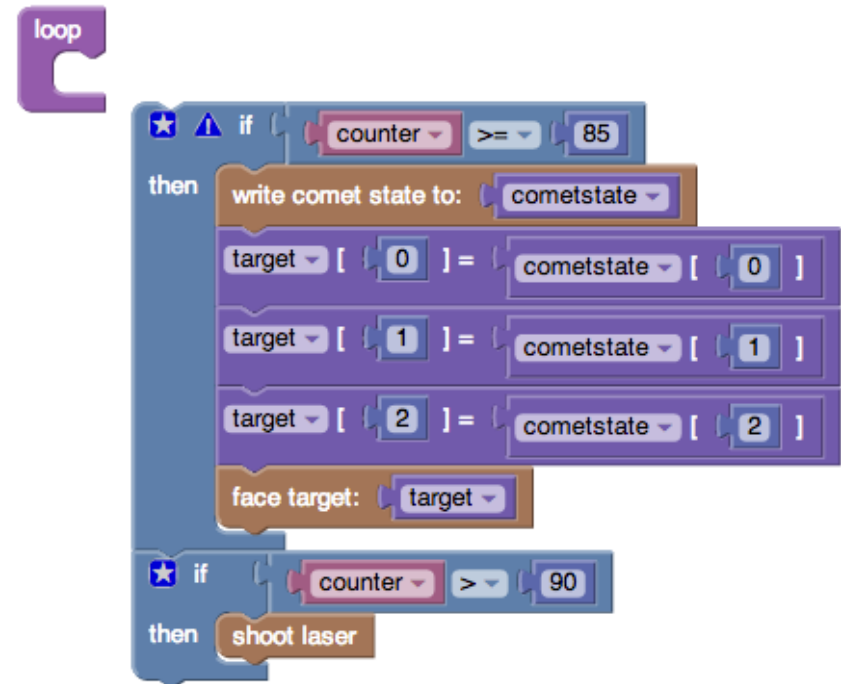 loop
if counter >= 85
then write comet state to: cometstate
target [ 0 ] = cometstate [ 0 ]
target [ 1 ] = cometstate [ 1 ]
target [ 2 ] = cometstate [ 2 ]
face target: target
if counter > 90
then shoot laser